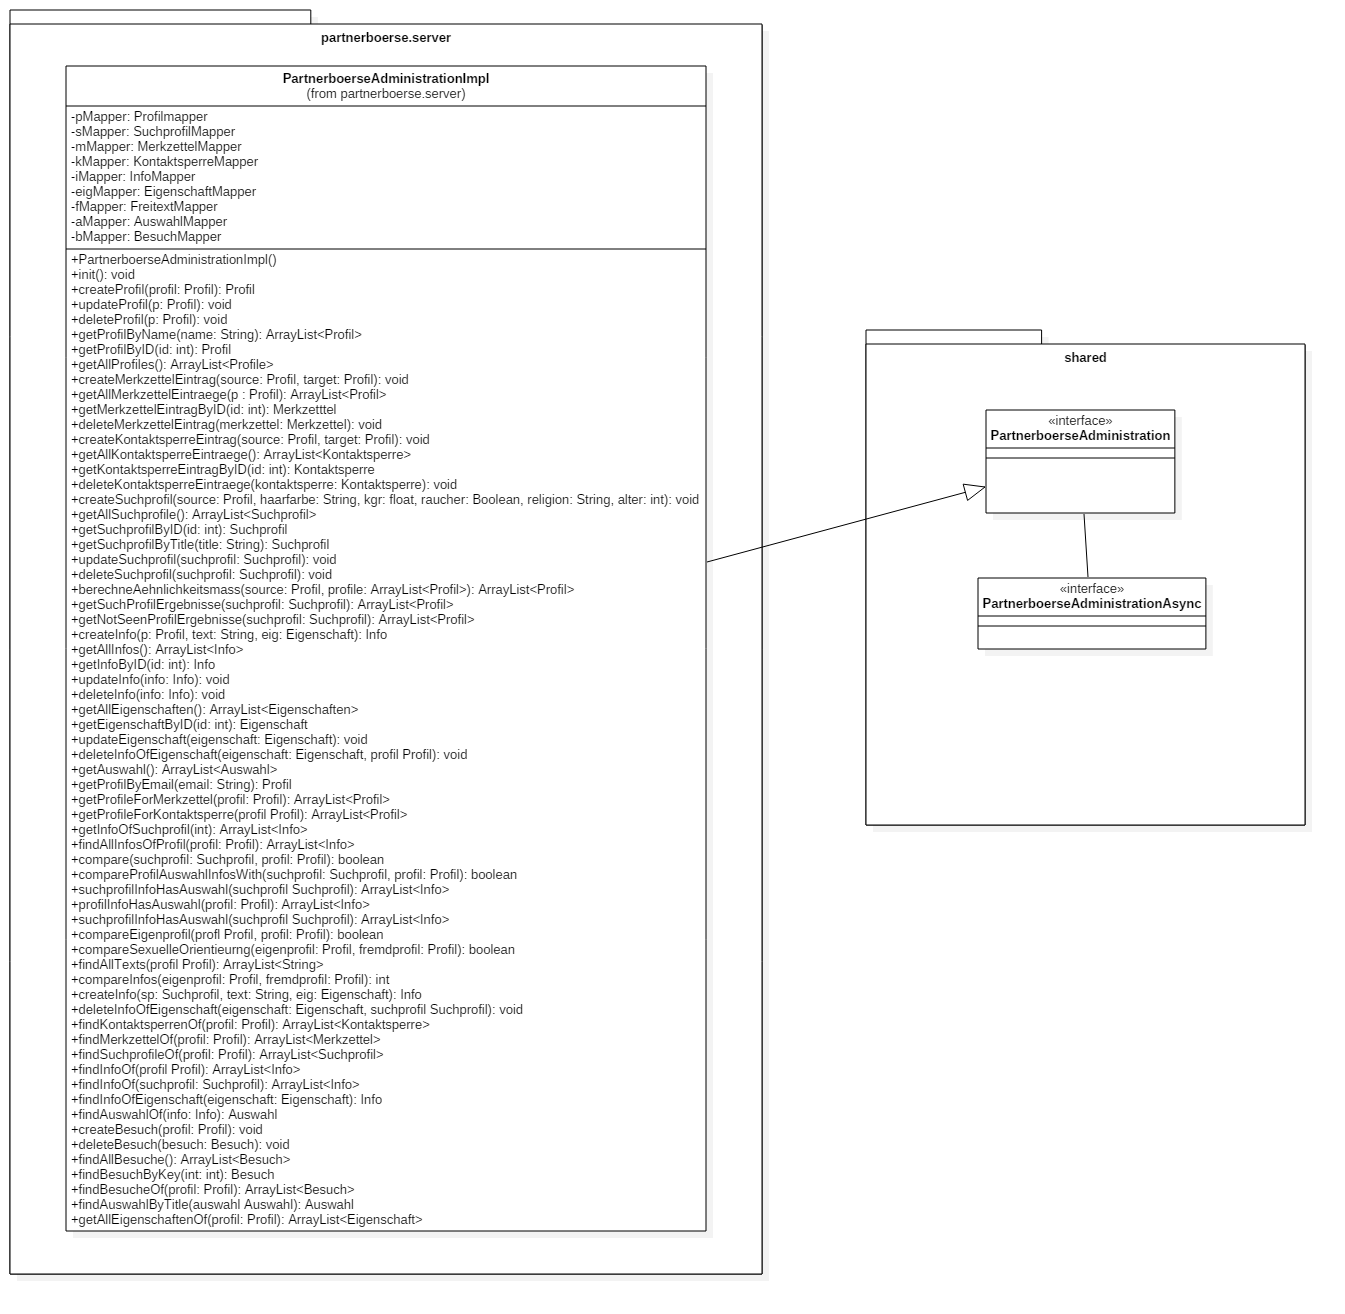 partnerboerse.server
PartnerboerseAdministrationImpl
(from partnerboerse.server)
-pMapper: Profilmapper
-sMapper: SuchprofilMapper
-mMapper: MerkzettelMapper
-kMapper: KontaktsperreMapper
-iMapper: InfoMapper
-eigMapper: EigenschaftMapper
-fMapper: FreitextMapper
-aMapper: AuswahlMapper
-bMapper: BesuchMapper
+PartnerboerseAdministrationImpl()
+init(): void
+createProfil(profil: Profil): Profil
+updateProfil(p: Profil): void
+deleteProfil(p: Profil): void
+getProfilByName(name: String): ArrayList<Profil>
+getProfilByID(id: int): Profil
+getAllProfiles(): ArrayList<Profile>
+createMerkzettelEintrag(source: Profil, target: Profil): void
+getAllMerkzettelEintraege(p : Profil): ArrayList<Profil>
+getMerkzettelEintragByID(id: int): Merkzetttel
+deleteMerkzettelEintrag(merkzettel: Merkzettel): void
+createKontaktsperreEintrag(source: Profil, target: Profil): void
+getAllKontaktsperreEintraege(): ArrayList<Kontaktsperre>
+getKontaktsperreEintragByID(id: int): Kontaktsperre
+deleteKontaktsperreEintraege(kontaktsperre: Kontaktsperre): void
+createSuchprofil(source: Profil, haarfarbe: String, kgr: float, raucher: Boolean, religion: String, alter: int): void
+getAllSuchprofile(): ArrayList<Suchprofil>
+getSuchprofilByID(id: int): Suchprofil
+getSuchprofilByTitle(title: String): Suchprofil
+updateSuchprofil(suchprofil: Suchprofil): void
+deleteSuchprofil(suchprofil: Suchprofil): void
+berechneAehnlichkeitsmass(source: Profil, profile: ArrayList<Profil>): ArrayList<Profil>
+getSuchProfilErgebnisse(suchprofil: Suchprofil): ArrayList<Profil>
+getNotSeenProfilErgebnisse(suchprofil: Suchprofil): ArrayList<Profil>
+createInfo(p: Profil, text: String, eig: Eigenschaft): Info
+getAllInfos(): ArrayList<Info>
+getInfoByID(id: int): Info
+updateInfo(info: Info): void
+deleteInfo(info: Info): void
+getAllEigenschaften(): ArrayList<Eigenschaften>
+getEigenschaftByID(id: int): Eigenschaft
+updateEigenschaft(eigenschaft: Eigenschaft): void
+deleteInfoOfEigenschaft(eigenschaft: Eigenschaft, profil Profil): void
+getAuswahl(): ArrayList<Auswahl>
+getProfilByEmail(email: String): Profil
+getProfileForMerkzettel(profil: Profil): ArrayList<Profil>
+getProfileForKontaktsperre(profil Profil): ArrayList<Profil>
+getInfoOfSuchprofil(int): ArrayList<Info>
+findAllInfosOfProfil(profil: Profil): ArrayList<Info>
+compare(suchprofil: Suchprofil, profil: Profil): boolean
+compareProfilAuswahlInfosWith(suchprofil: Suchprofil, profil: Profil): boolean
+suchprofilInfoHasAuswahl(suchprofil Suchprofil): ArrayList<Info>
+profilInfoHasAuswahl(profil: Profil): ArrayList<Info>
+suchprofilInfoHasAuswahl(suchprofil Suchprofil): ArrayList<Info>
+compareEigenprofil(profl Profil, profil: Profil): boolean
+compareSexuelleOrientieurng(eigenprofil: Profil, fremdprofil: Profil): boolean
+findAllTexts(profil Profil): ArrayList<String>
+compareInfos(eigenprofil: Profil, fremdprofil: Profil): int
+createInfo(sp: Suchprofil, text: String, eig: Eigenschaft): Info
+deleteInfoOfEigenschaft(eigenschaft: Eigenschaft, suchprofil Suchprofil): void
+findKontaktsperrenOf(profil: Profil): ArrayList<Kontaktsperre>
+findMerkzettelOf(profil: Profil): ArrayList<Merkzettel>
+findSuchprofileOf(profil: Profil): ArrayList<Suchprofil>
+findInfoOf(profil Profil): ArrayList<Info>
+findInfoOf(suchprofil: Suchprofil): ArrayList<Info>
+findInfoOfEigenschaft(eigenschaft: Eigenschaft): Info
+findAuswahlOf(info: Info): Auswahl
+createBesuch(profil: Profil): void
+deleteBesuch(besuch: Besuch): void
+findAllBesuche(): ArrayList<Besuch>
+findBesuchByKey(int: int): Besuch
+findBesucheOf(profil: Profil): ArrayList<Besuch>
+findAuswahlByTitle(auswahl Auswahl): Auswahl
+getAllEigenschaftenOf(profil: Profil): ArrayList<Eigenschaft>
shared
«interface»
PartnerboerseAdministration
«interface»
PartnerboerseAdministrationAsync